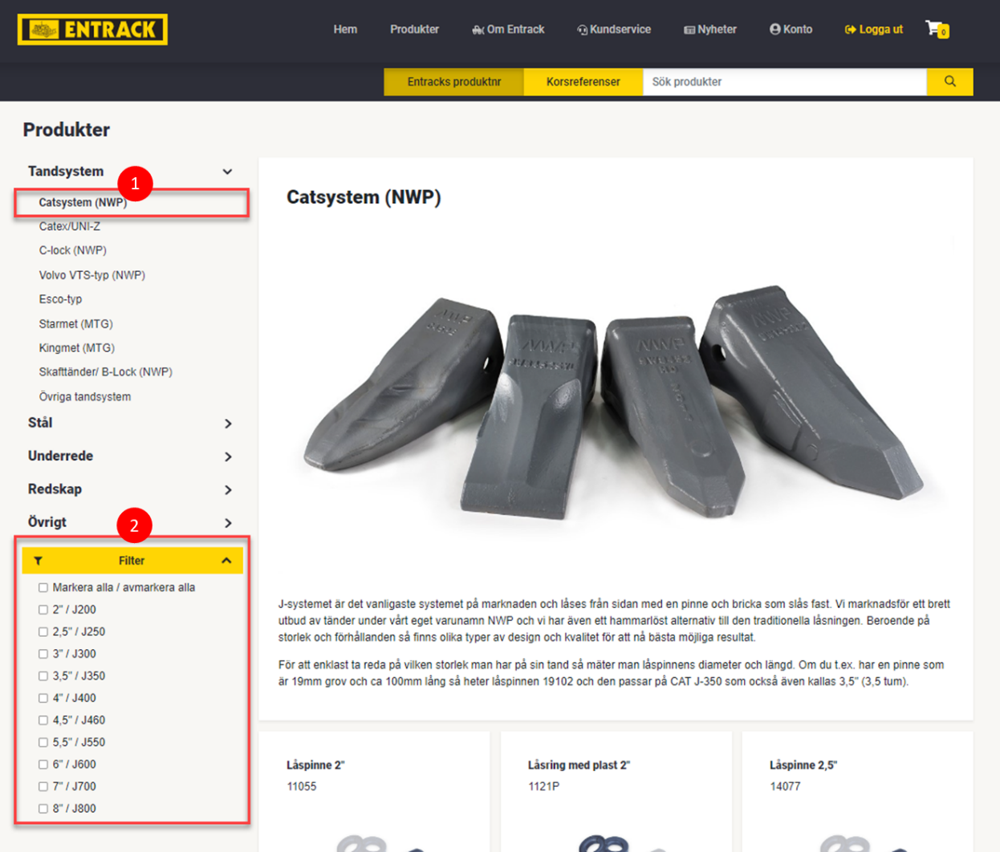 ENTRACK
Hem
Produkter
Om Entrack
Kundservice
Nyheter
Konto
Logga ut
0
Entracks produktnr
Korsreferenser
Sök produkter
Produkter
Tandsystem
1
Catsystem (NWP)
Catex/UNI-Z
C-lock (NWP)
Volvo VTS-typ (NWP)
Esco-typ
Starmet (MTG)
Kingmet (MTG)
Skafttänder/ B-Lock (NWP)
Övriga tandsystem
Stål
Underrede
Redskap
Övrigt
2
Filter
Markera alla / avmarkera alla
2" / J200
2,5" / J250
3" / J300
3,5" / J350
4" / J400
4,5" / J460
5,5" / J550
6" / J600
7" / J700
8" / J800
Catsystem (NWP)
NWP
NWP
NWP
NWP
J-systemet är det vanligaste systemet på marknaden och låses från sidan med en pinne och bricka som slås fast. Vi marknadsför ett brett
utbud av tänder under vårt eget varunamn NWP och vi har även ett hammarlöst alternativ till den traditionella låsningen. Beroende på
storlek och förhållanden så finns olika typer av design och kvalitet för att nå bästa möjliga resultat.
För att enklast ta reda på vilken storlek man har på sin tand så mäter man låspinnens diameter och längd. Om du t.ex. har en pinne som
är 19mm grov och ca 100mm lång så heter låspinnen 19102 och den passar på CAT J-350 som också även kallas 3,5" (3,5 tum).
Låspinne 2"
11055
Låsring med plast 2"
1121P
Låspinne 2,5"
14077